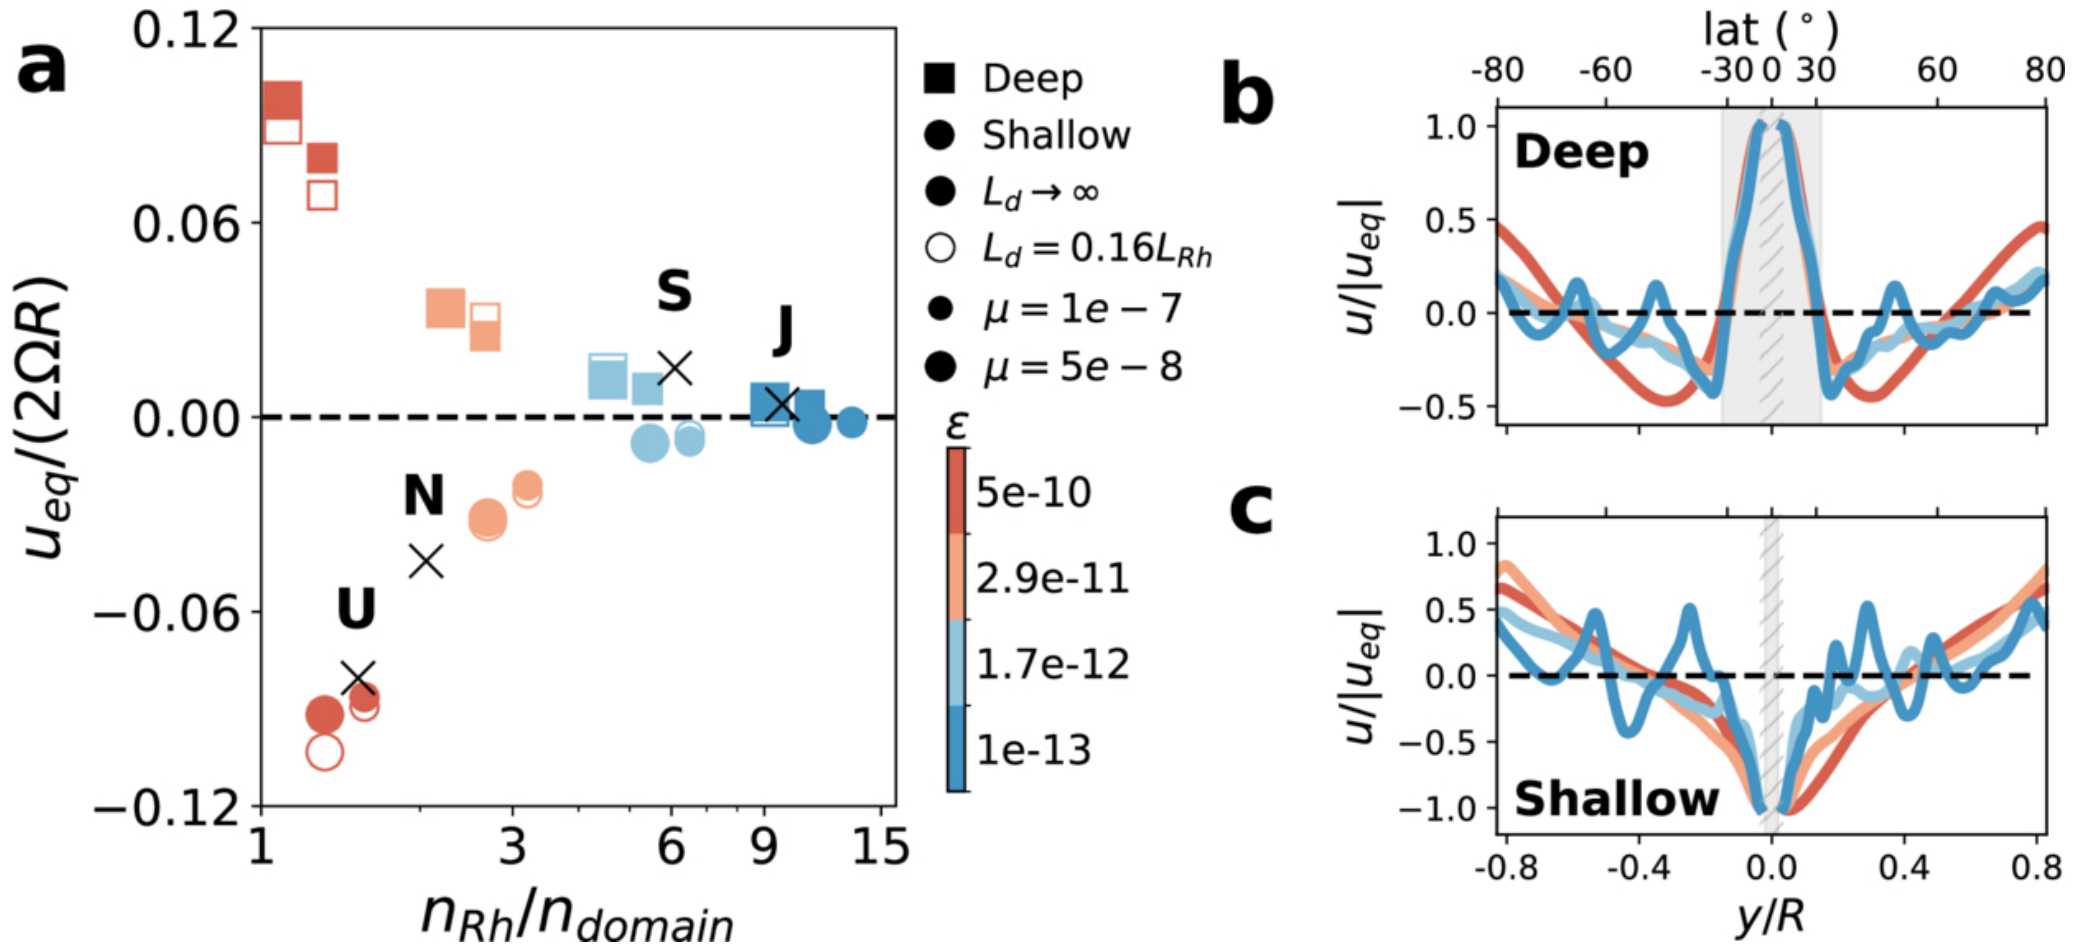 a
0.12
0.06
0.00
−0.06
−0.12
u_eq/(2ΩR)
S
J
N
U
1 3 6 9 15
n_Rh/n_domain
Deep
Shallow
L_d → ∞
L_d = 0.16L_Rh
μ = 1e − 7
μ = 5e − 8
ε
5e-10
2.9e-11
1.7e-12
1e-13
b
lat (°)
-80 -60 -30 0 30 60 80
1.0
0.5
0.0
−0.5
u/|u_eq|
Deep
c
1.0
0.5
0.0
−0.5
−1.0
u/|u_eq|
Shallow
-0.8 -0.4 0.0 0.4 0.8
y/R